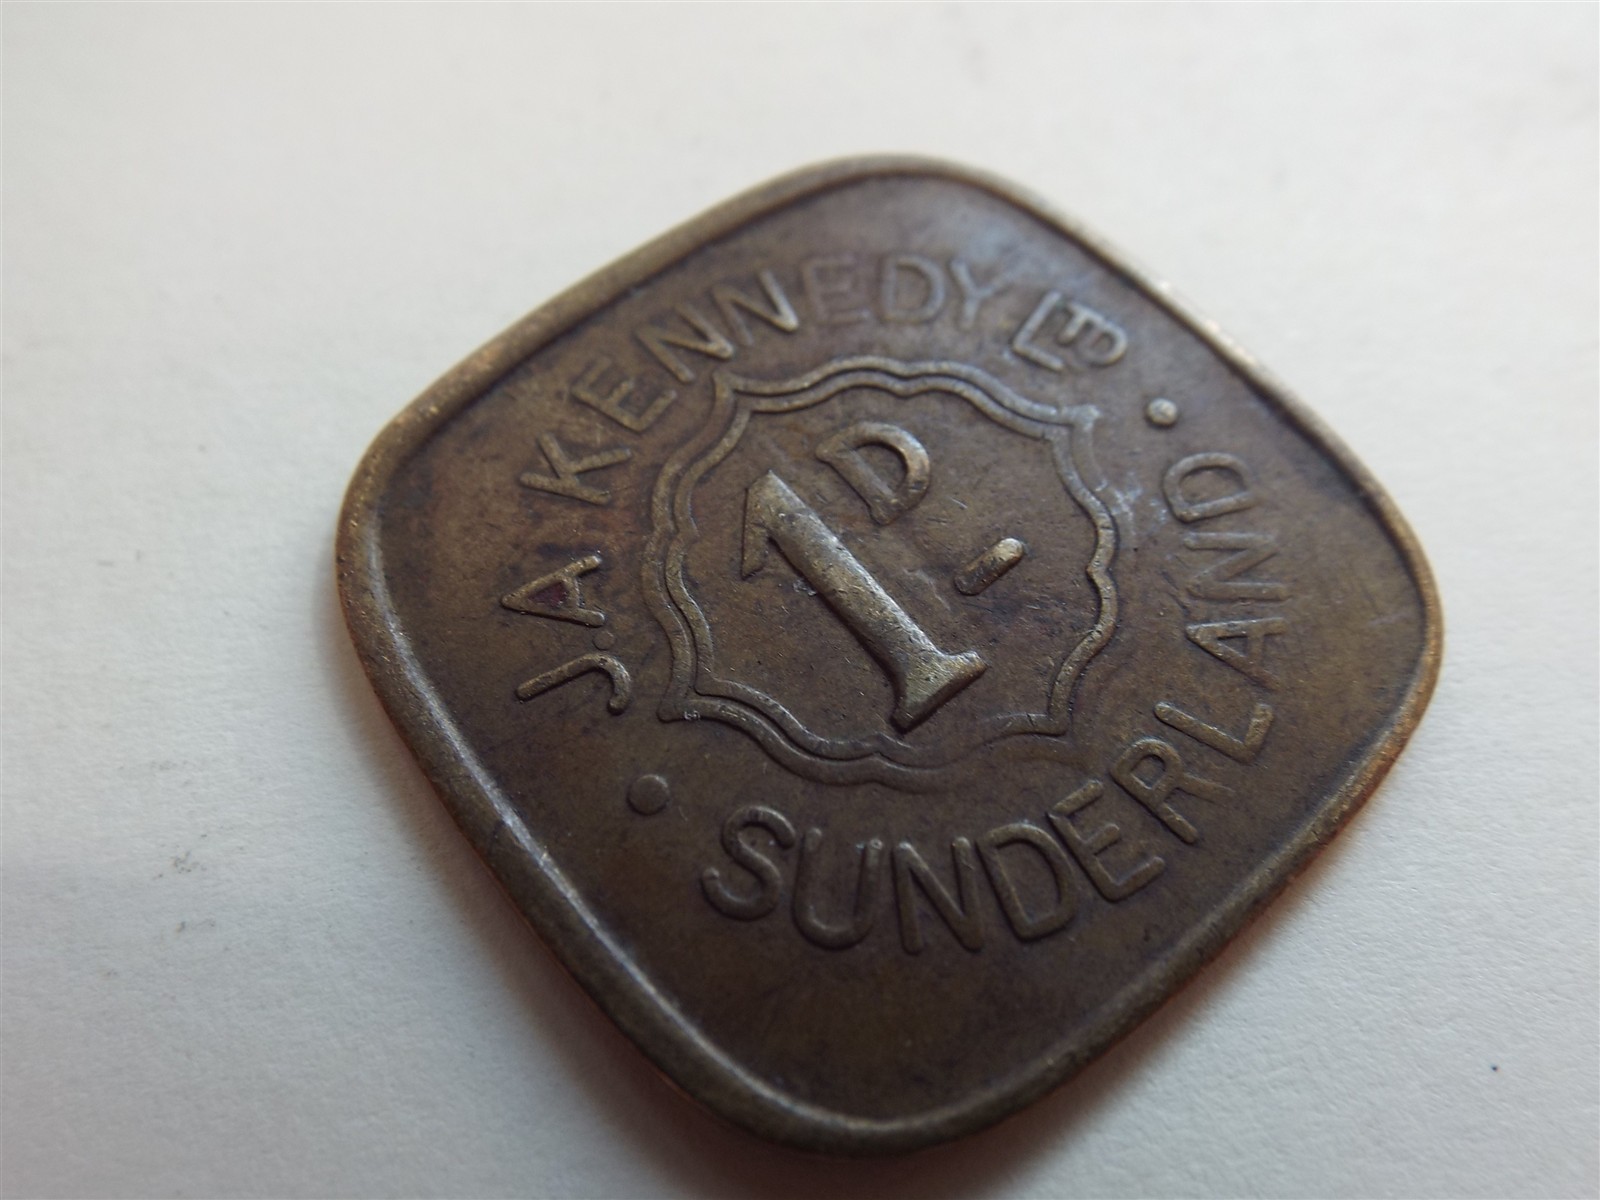 J.A KENNEDY LTD
1D-
SUNDERLAND